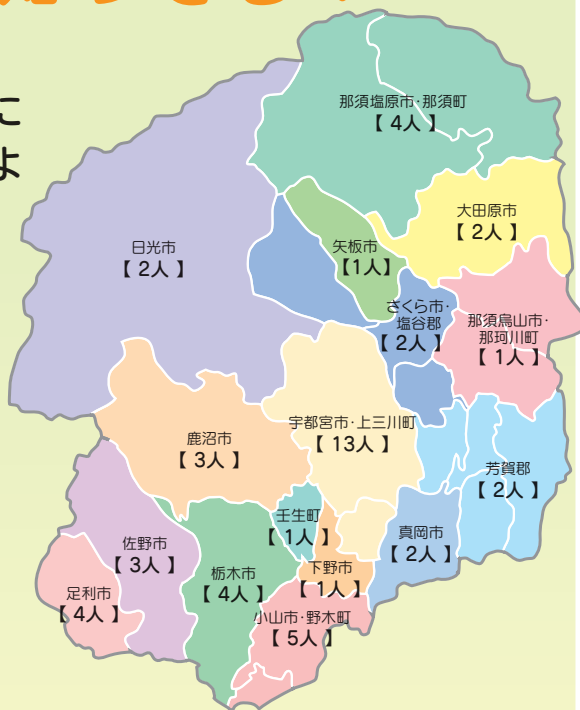 に
よ
那須塩原市・那須町
【 4人 】
大田原市
【 2人 】
日光市
【 2人 】
矢板市
【1人 】
さくら市・
塩谷郡
【 2人 】
那須烏山市・
那珂川町
【 1人 】
宇都宮市・上三川町
【 13人 】
鹿沼市
【 3人 】
芳賀郡
【 2人 】
壬生町
【 1人 】
真岡市
【 2人 】
佐野市
【 3人 】
下野市
【 1人 】
栃木市
【 4人 】
足利市
【 4人 】
小山市・野木町
【 5人 】